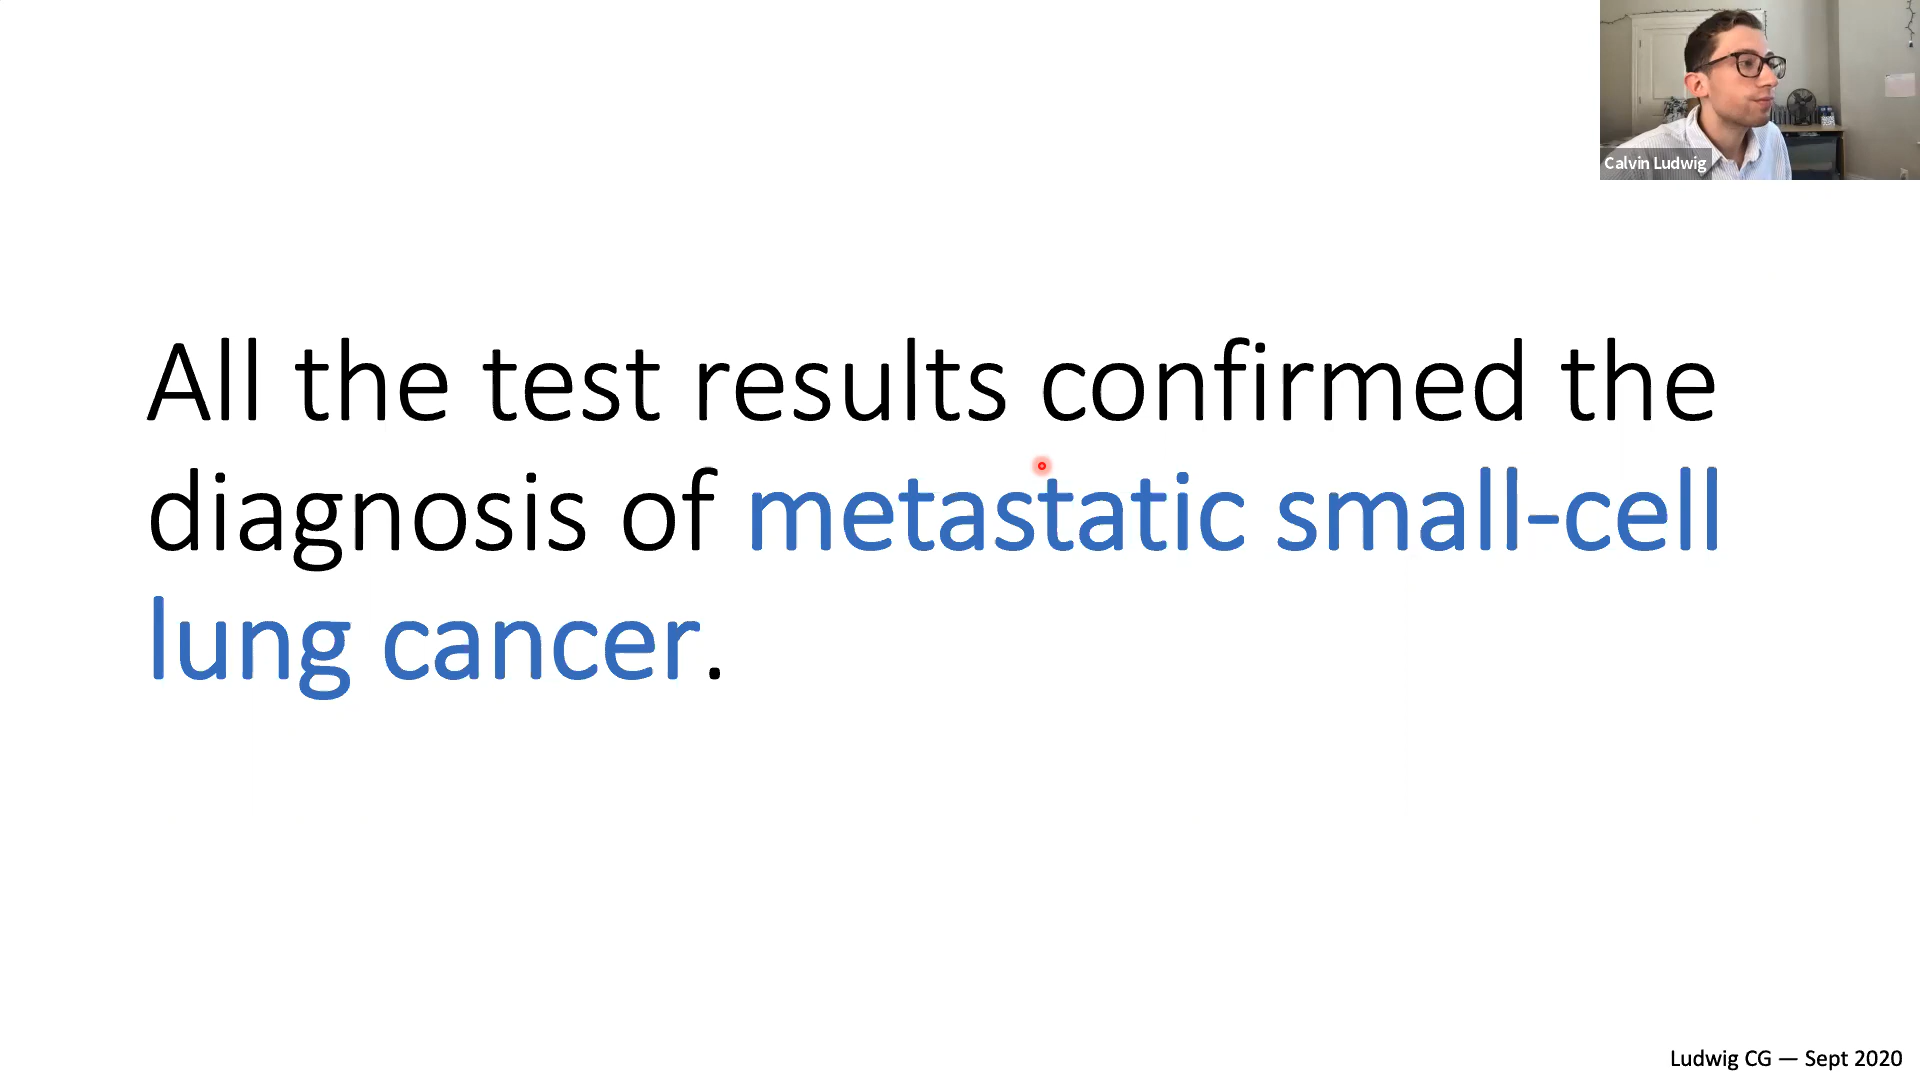 Calvin Ludwig
All the test results confirmed the
diagnosis of metastatic small-cell
lung cancer.
Ludwig CG — Sept 2020